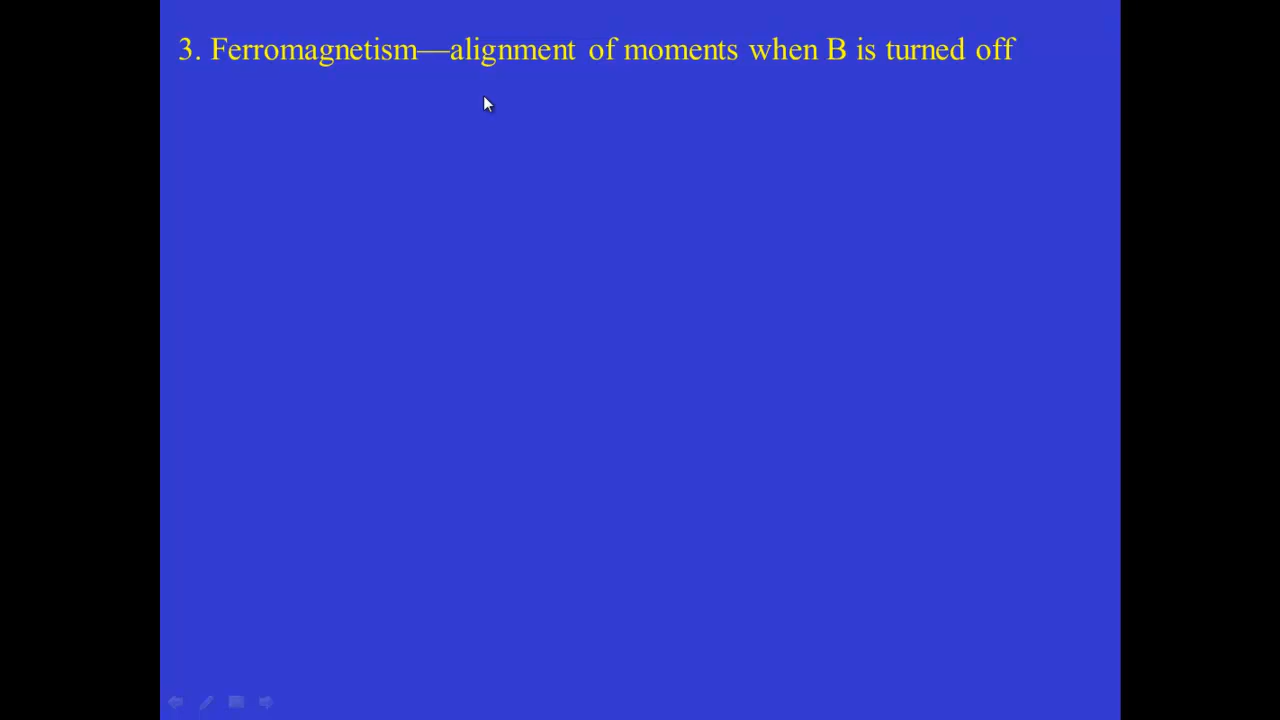 3. Ferromagnetism—alignment of moments when B is turned off